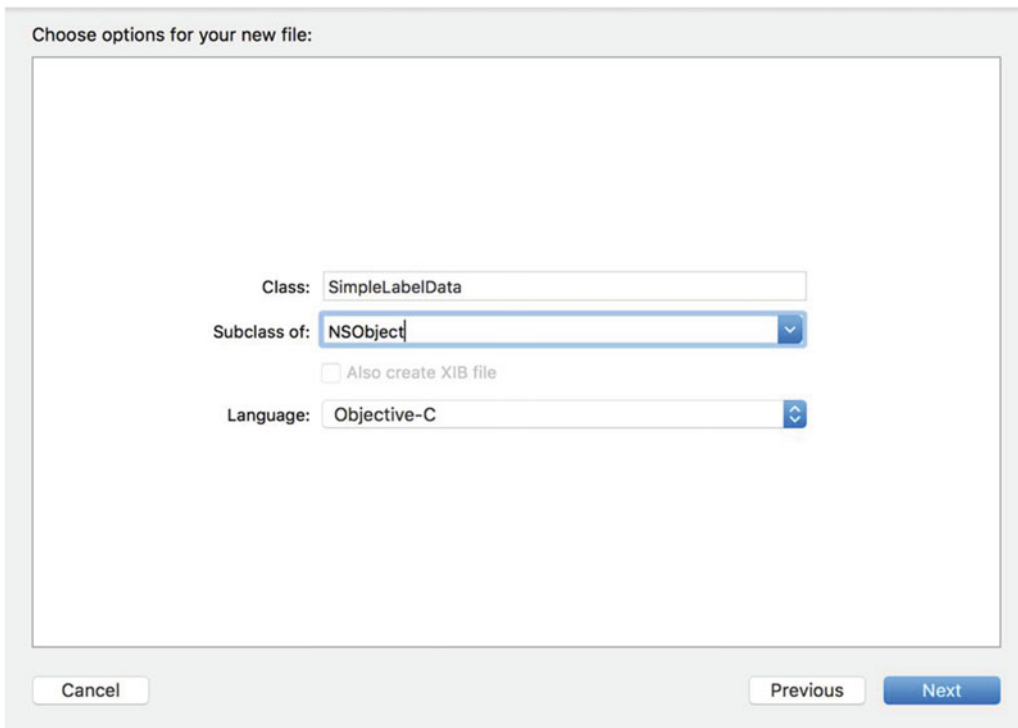 Choose options for your new file:
Class: SimpleLabelData
Subclass of: NSObject
Also create XIB file
Language: Objective-C
Cancel Previous Next